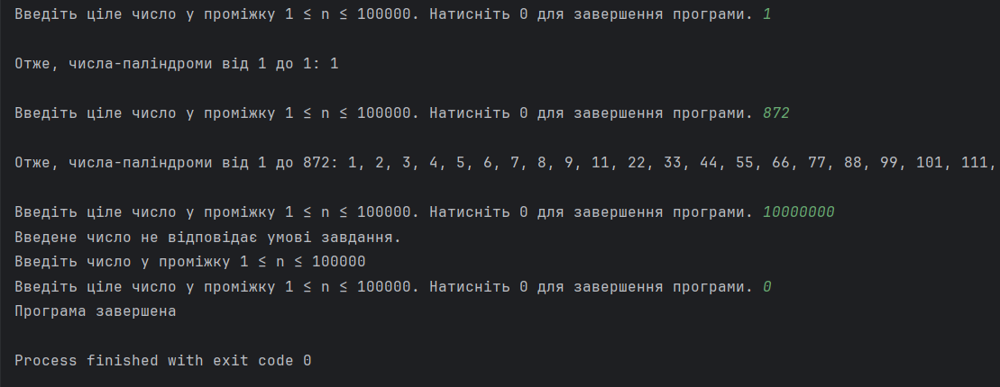 Введіть ціле число у проміжку 1 ≤ n ≤ 100000. Натисніть 0 для завершення програми. 1
Отже, числа-паліндроми від 1 до 1: 1
Введіть ціле число у проміжку 1 ≤ n ≤ 100000. Натисніть 0 для завершення програми. 872
Отже, числа-паліндроми від 1 до 872: 1, 2, 3, 4, 5, 6, 7, 8, 9, 11, 22, 33, 44, 55, 66, 77, 88, 99, 101, 111,
Введіть ціле число у проміжку 1 ≤ n ≤ 100000. Натисніть 0 для завершення програми. 10000000
Введене число не відповідає умові завдання.
Введіть число у проміжку 1 ≤ n ≤ 100000
Введіть ціле число у проміжку 1 ≤ n ≤ 100000. Натисніть 0 для завершення програми. 0
Програма завершена
Process finished with exit code 0